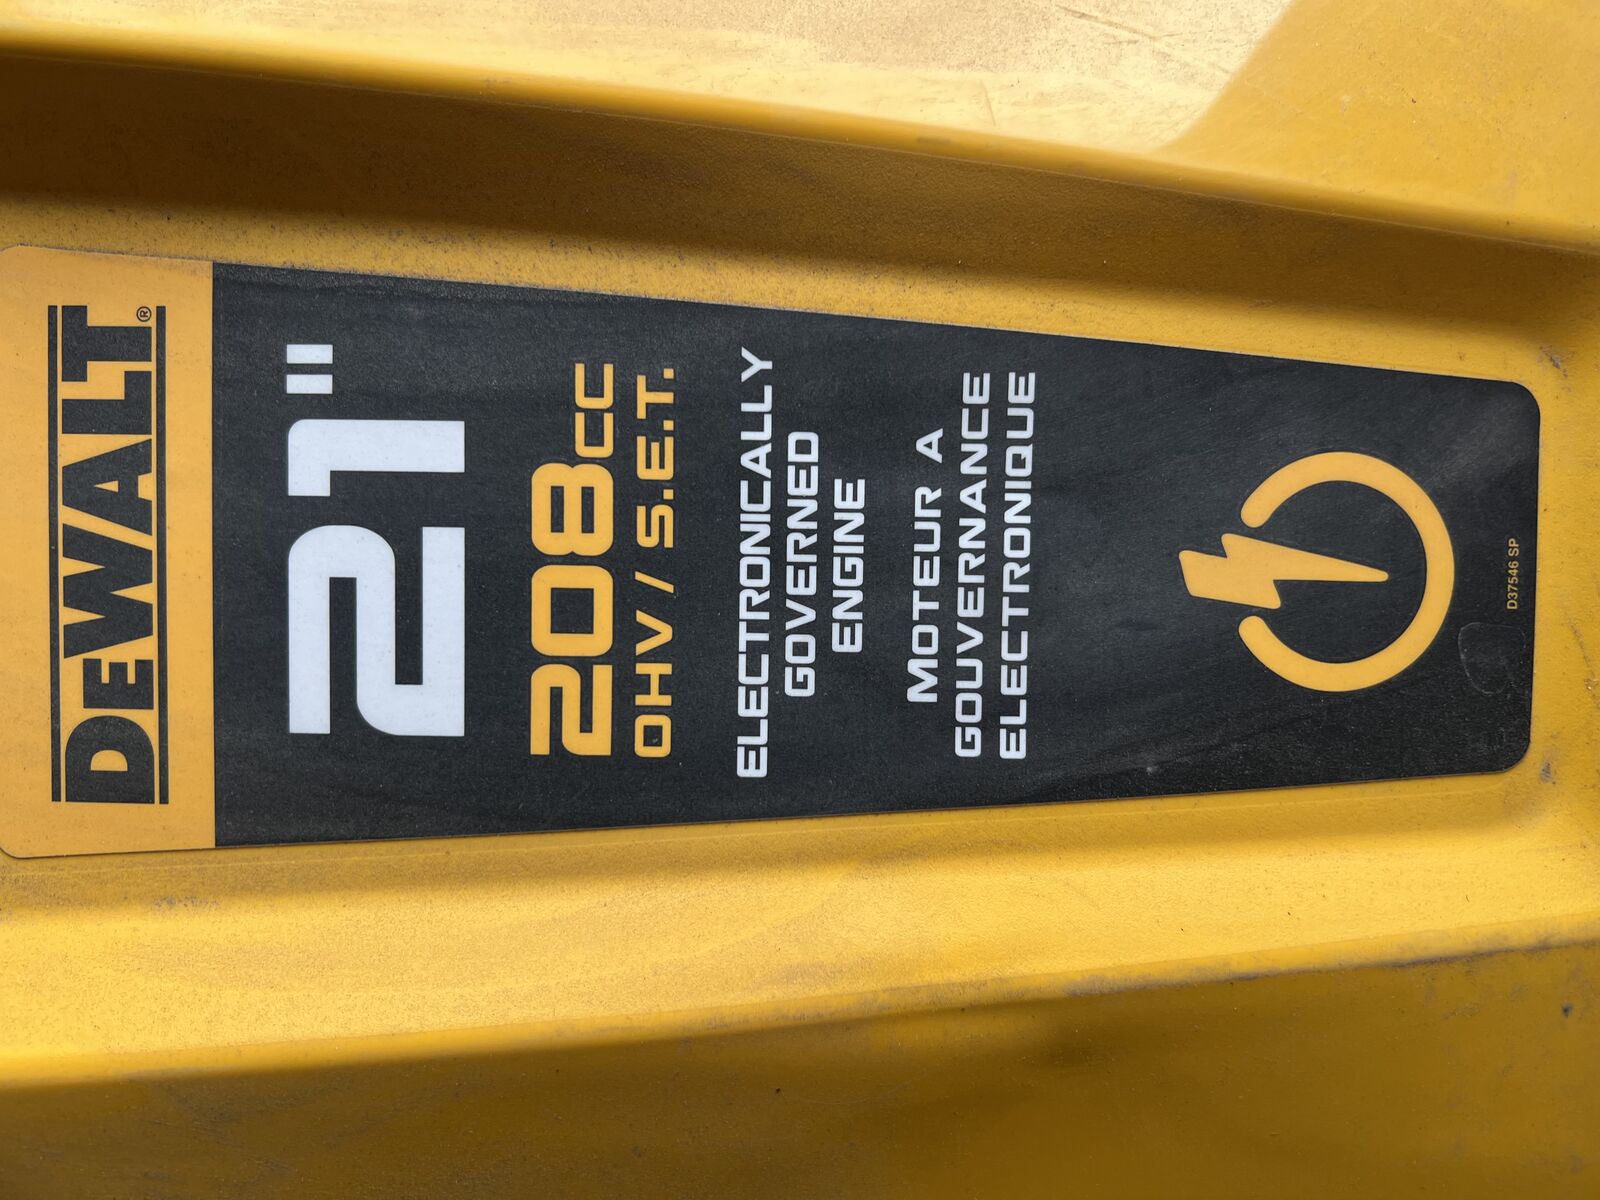 DEWALT®
21"
208cc
OHV / S.E.T.
ELECTRONICALLY
GOVERNED
ENGINE
MOTEUR A
GOUVERNANCE
ELECTRONIQUE
D37546 SP